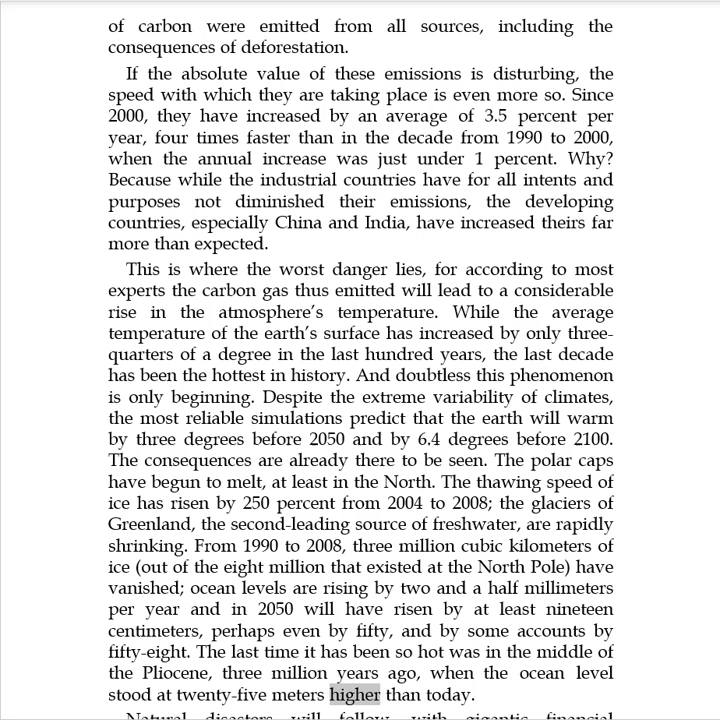 of carbon were emitted from all sources, including the
consequences of deforestation.
If the absolute value of these emissions is disturbing, the
speed with which they are taking place is even more so. Since
2000, they have increased by an average of 3.5 percent per
year, four times faster than in the decade from 1990 to 2000,
when the annual increase was just under 1 percent. Why?
Because while the industrial countries have for all intents and
purposes not diminished their emissions, the developing
countries, especially China and India, have increased theirs far
more than expected.
This is where the worst danger lies, for according to most
experts the carbon gas thus emitted will lead to a considerable
rise in the atmosphere’s temperature. While the average
temperature of the earth’s surface has increased by only three-
quarters of a degree in the last hundred years, the last decade
has been the hottest in history. And doubtless this phenomenon
is only beginning. Despite the extreme variability of climates,
the most reliable simulations predict that the earth will warm
by three degrees before 2050 and by 6.4 degrees before 2100.
The consequences are already there to be seen. The polar caps
have begun to melt, at least in the North. The thawing speed of
ice has risen by 250 percent from 2004 to 2008; the glaciers of
Greenland, the second-leading source of freshwater, are rapidly
shrinking. From 1990 to 2008, three million cubic kilometers of
ice (out of the eight million that existed at the North Pole) have
vanished; ocean levels are rising by two and a half millimeters
per year and in 2050 will have risen by at least nineteen
centimeters, perhaps even by fifty, and by some accounts by
fifty-eight. The last time it has been so hot was in the middle of
the Pliocene, three million years ago, when the ocean level
stood at twenty-five meters higher than today.
Natural disasters will follow, with gigantic financial